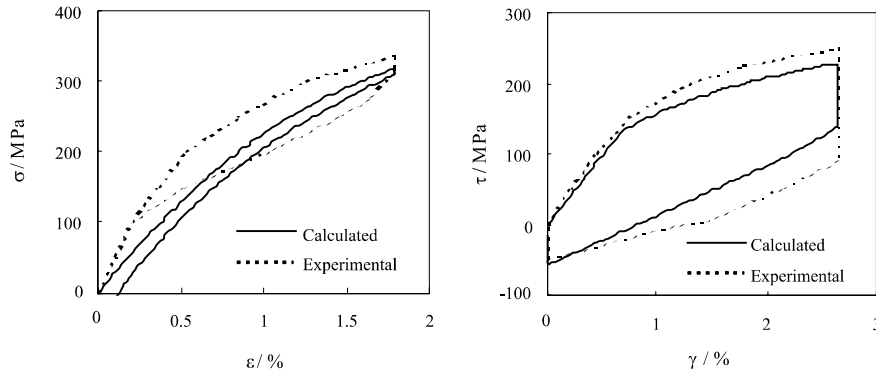 400
300
200
100
0
0
0.5
1
1.5
2
σ / MPa
ε / %
Calculated
Experimental
300
200
100
0
-100
0
1
2
3
τ / MPa
γ / %
Calculated
Experimental